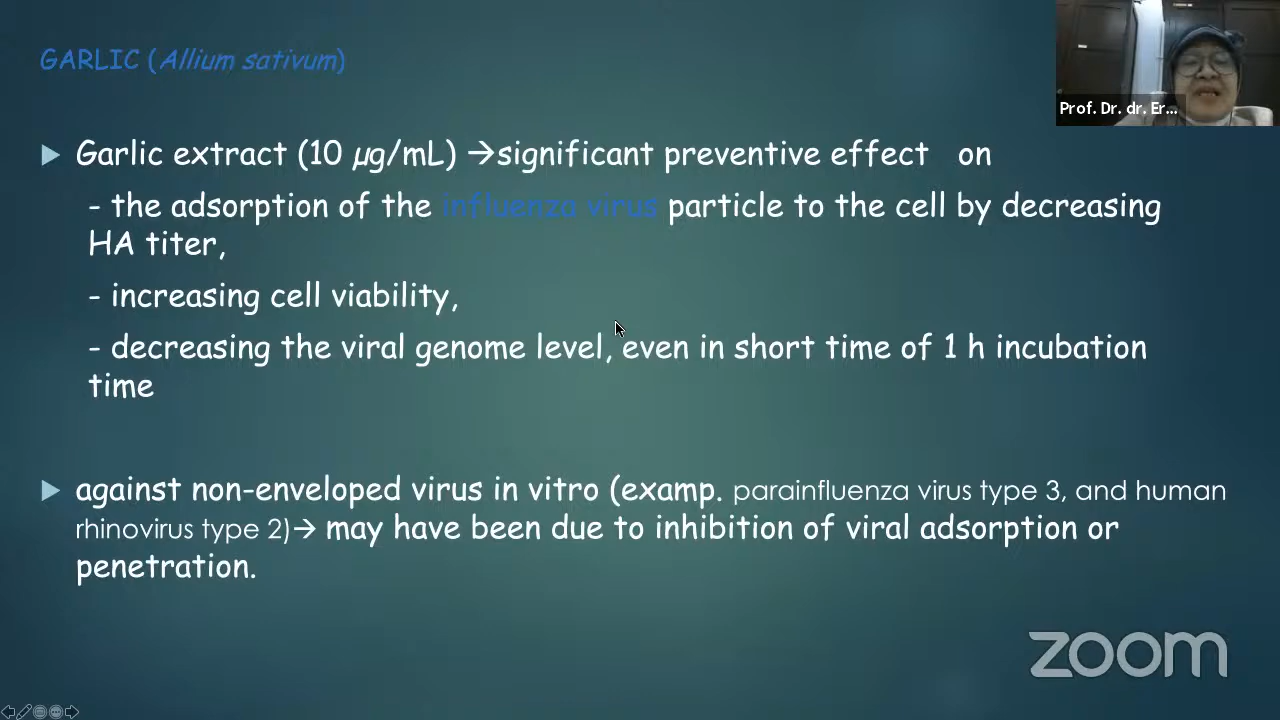 GARLIC (Allium sativum)
Prof. Dr. dr. Er...
Garlic extract (10 µg/mL) →significant preventive effect on
- the adsorption of the influenza virus particle to the cell by decreasing
HA titer,
- increasing cell viability,
- decreasing the viral genome level, even in short time of 1 h incubation
time
against non-enveloped virus in vitro (examp. parainfluenza virus type 3, and human
rhinovirus type 2)→ may have been due to inhibition of viral adsorption or
penetration.
zoom